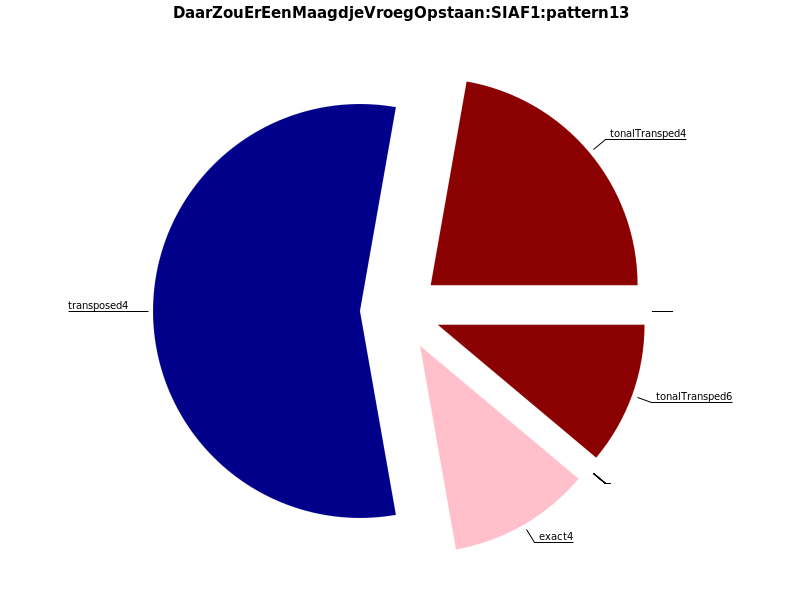 DaarZouErEenMaagdjeVroegOpstaan:SIAF1:pattern13
tonalTransped4
transposed4
tonalTransped6
exact4